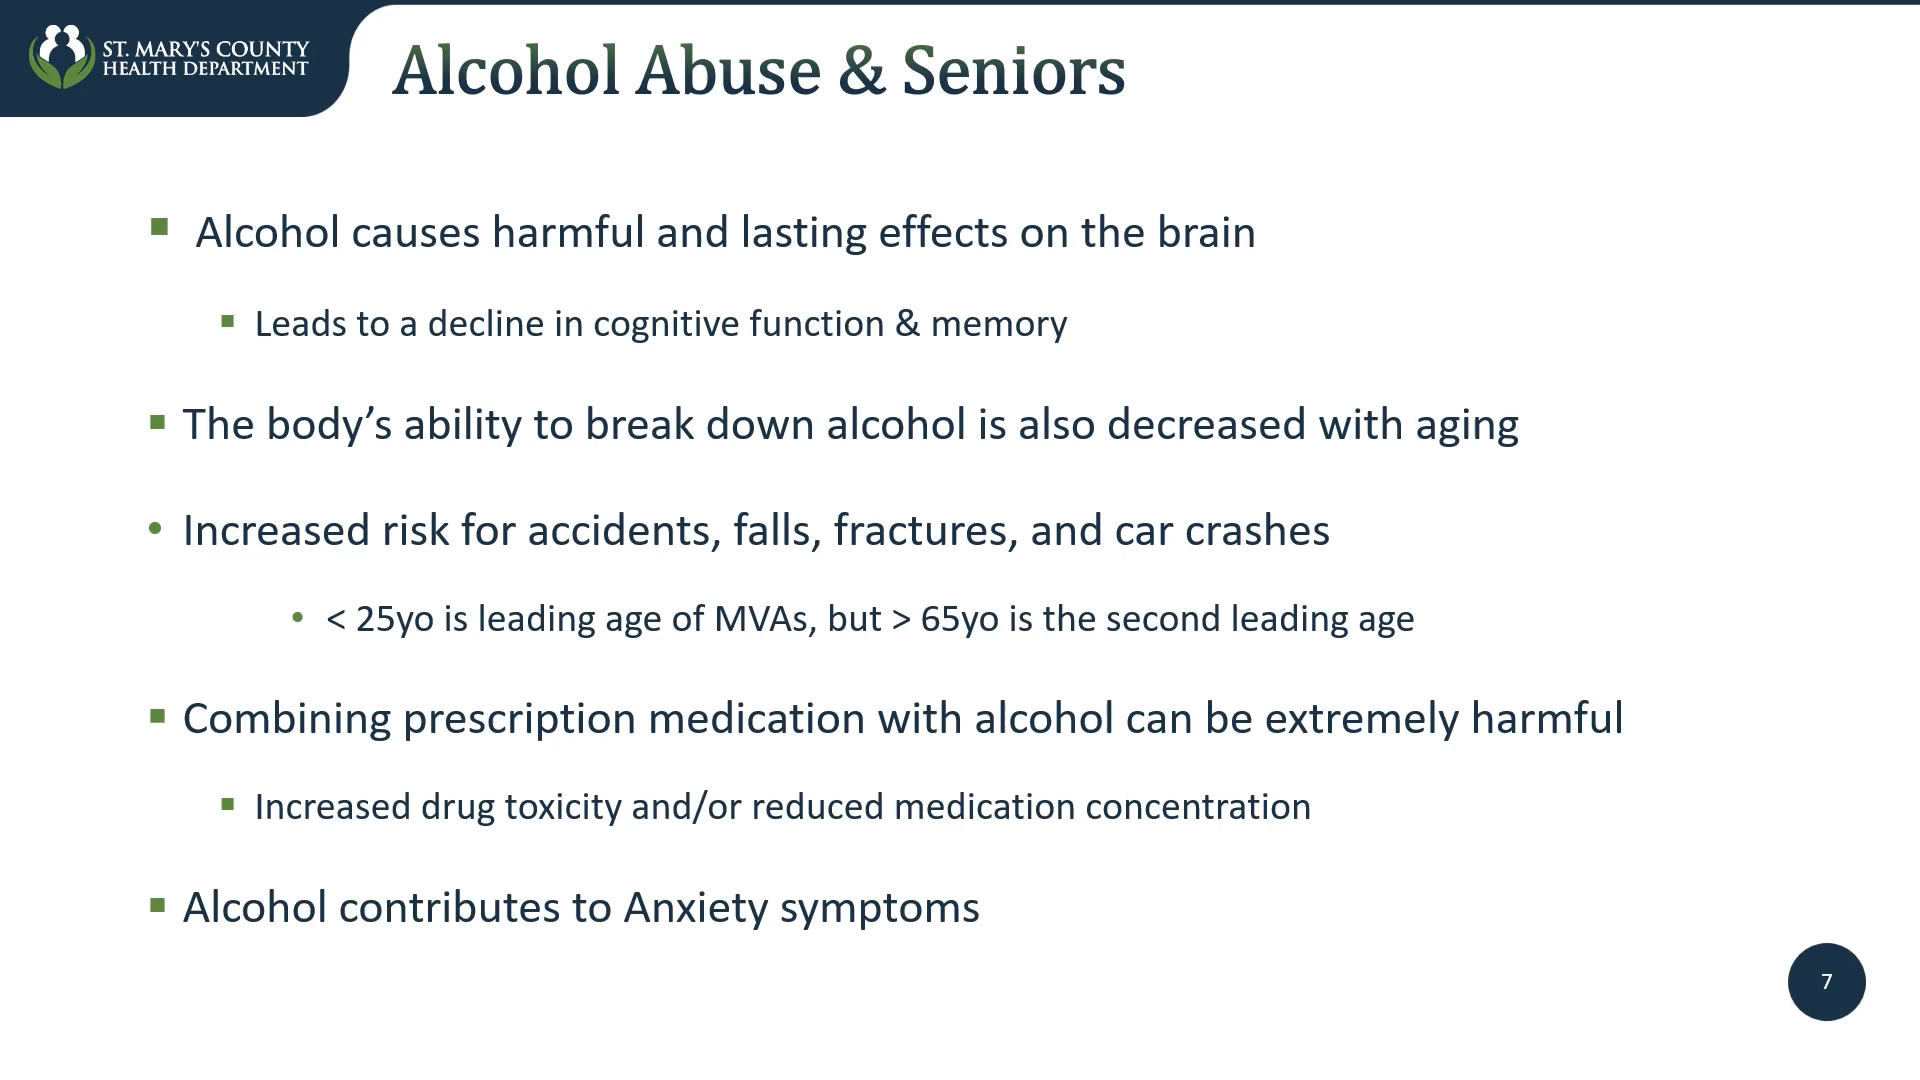 ST. MARY'S COUNTY
HEALTH DEPARTMENT
Alcohol Abuse & Seniors
Alcohol causes harmful and lasting effects on the brain
Leads to a decline in cognitive function & memory
The body’s ability to break down alcohol is also decreased with aging
Increased risk for accidents, falls, fractures, and car crashes
< 25yo is leading age of MVAs, but > 65yo is the second leading age
Combining prescription medication with alcohol can be extremely harmful
Increased drug toxicity and/or reduced medication concentration
Alcohol contributes to Anxiety symptoms
7